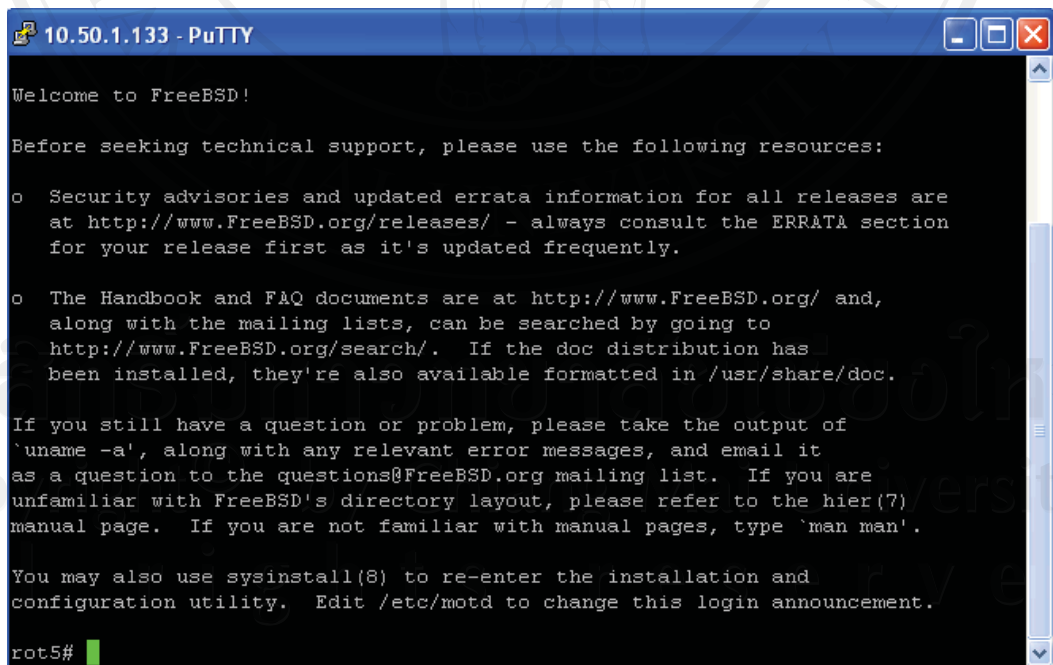 10.50.1.133 - PuTTY
Welcome to FreeBSD!
Before seeking technical support, please use the following resources:
o  Security advisories and updated errata information for all releases are
   at http://www.FreeBSD.org/releases/ - always consult the ERRATA section
   for your release first as it's updated frequently.
o  The Handbook and FAQ documents are at http://www.FreeBSD.org/ and,
   along with the mailing lists, can be searched by going to
   http://www.FreeBSD.org/search/.  If the doc distribution has
   been installed, they're also available formatted in /usr/share/doc.
If you still have a question or problem, please take the output of
`uname -a', along with any relevant error messages, and email it
as a question to the questions@FreeBSD.org mailing list.  If you are
unfamiliar with FreeBSD's directory layout, please refer to the hier(7)
manual page.  If you are not familiar with manual pages, type `man man'.
You may also use sysinstall(8) to re-enter the installation and
configuration utility.  Edit /etc/motd to change this login announcement.
rot5#